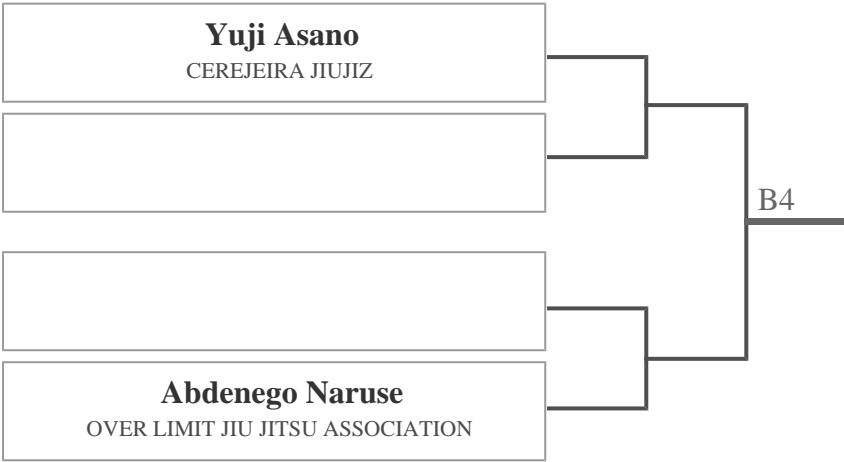 Yuji Asano
CEREJEIRA JIUJIZ
B4
Abdenego Naruse
OVER LIMIT JIU JITSU ASSOCIATION